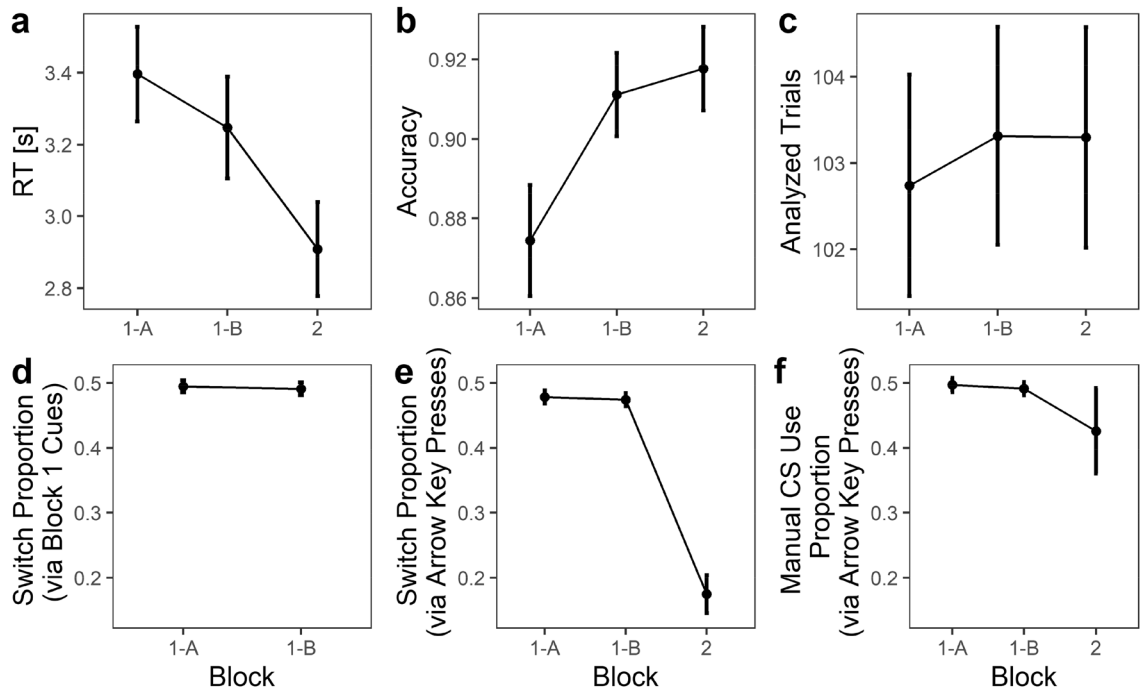 a
RT [s]
3.4
3.2
3.0
2.8
1-A 1-B 2
b
Accuracy
0.92
0.90
0.88
0.86
1-A 1-B 2
c
Analyzed Trials
104
103
102
1-A 1-B 2
d
Switch Proportion
(via Block 1 Cues)
0.5
0.4
0.3
0.2
1-A 1-B
Block
e
Switch Proportion
(via Arrow Key Presses)
0.5
0.4
0.3
0.2
1-A 1-B 2
Block
f
Manual CS Use
Proportion
(via Arrow Key Presses)
0.5
0.4
0.3
0.2
1-A 1-B 2
Block